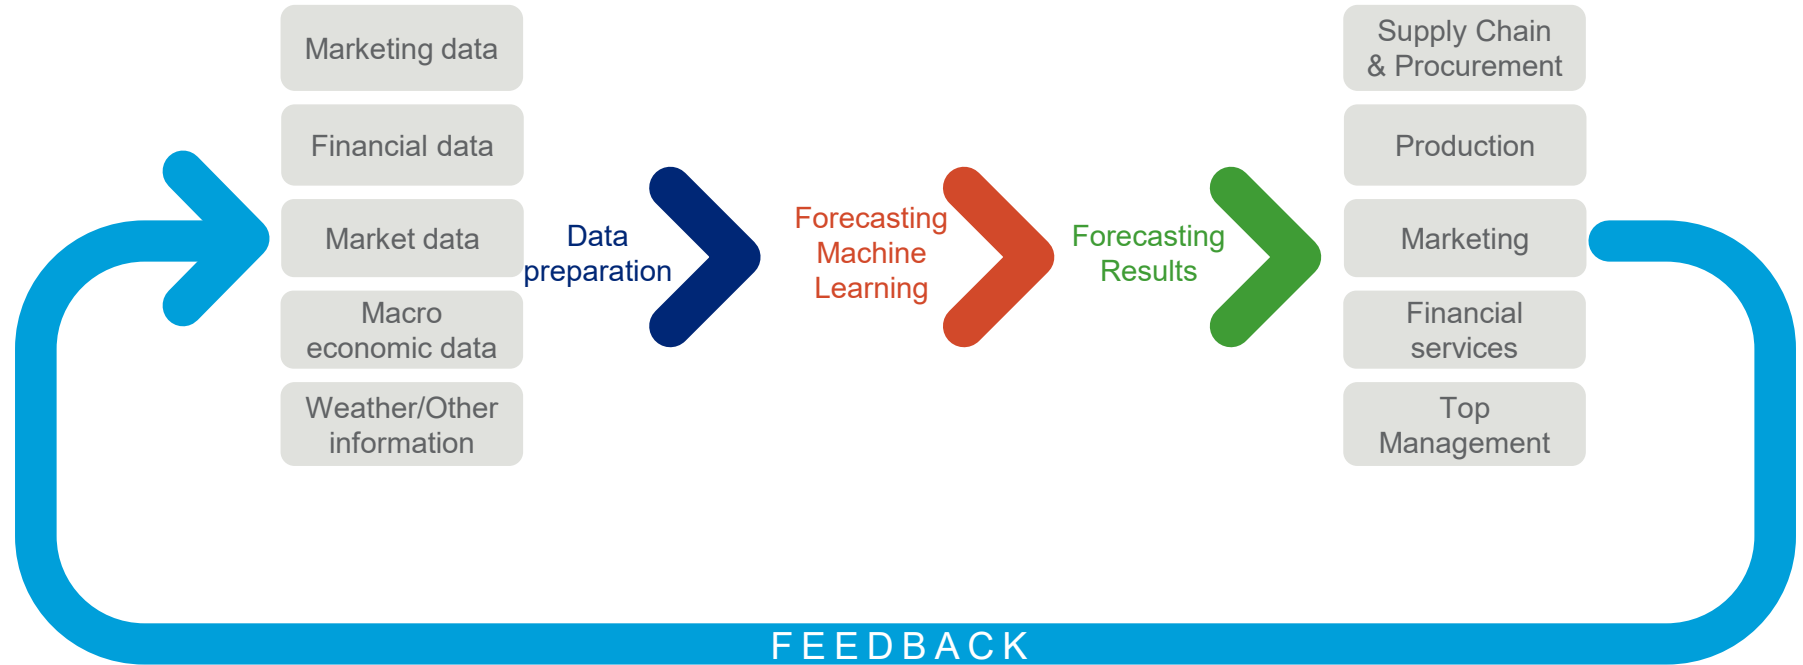 Marketing data
Financial data
Market data
Macro
economic data
Weather/Other
information
Data
preparation
Forecasting
Machine
Learning
Forecasting
Results
Supply Chain
& Procurement
Production
Marketing
Financial
services
Top
Management
FEEDBACK